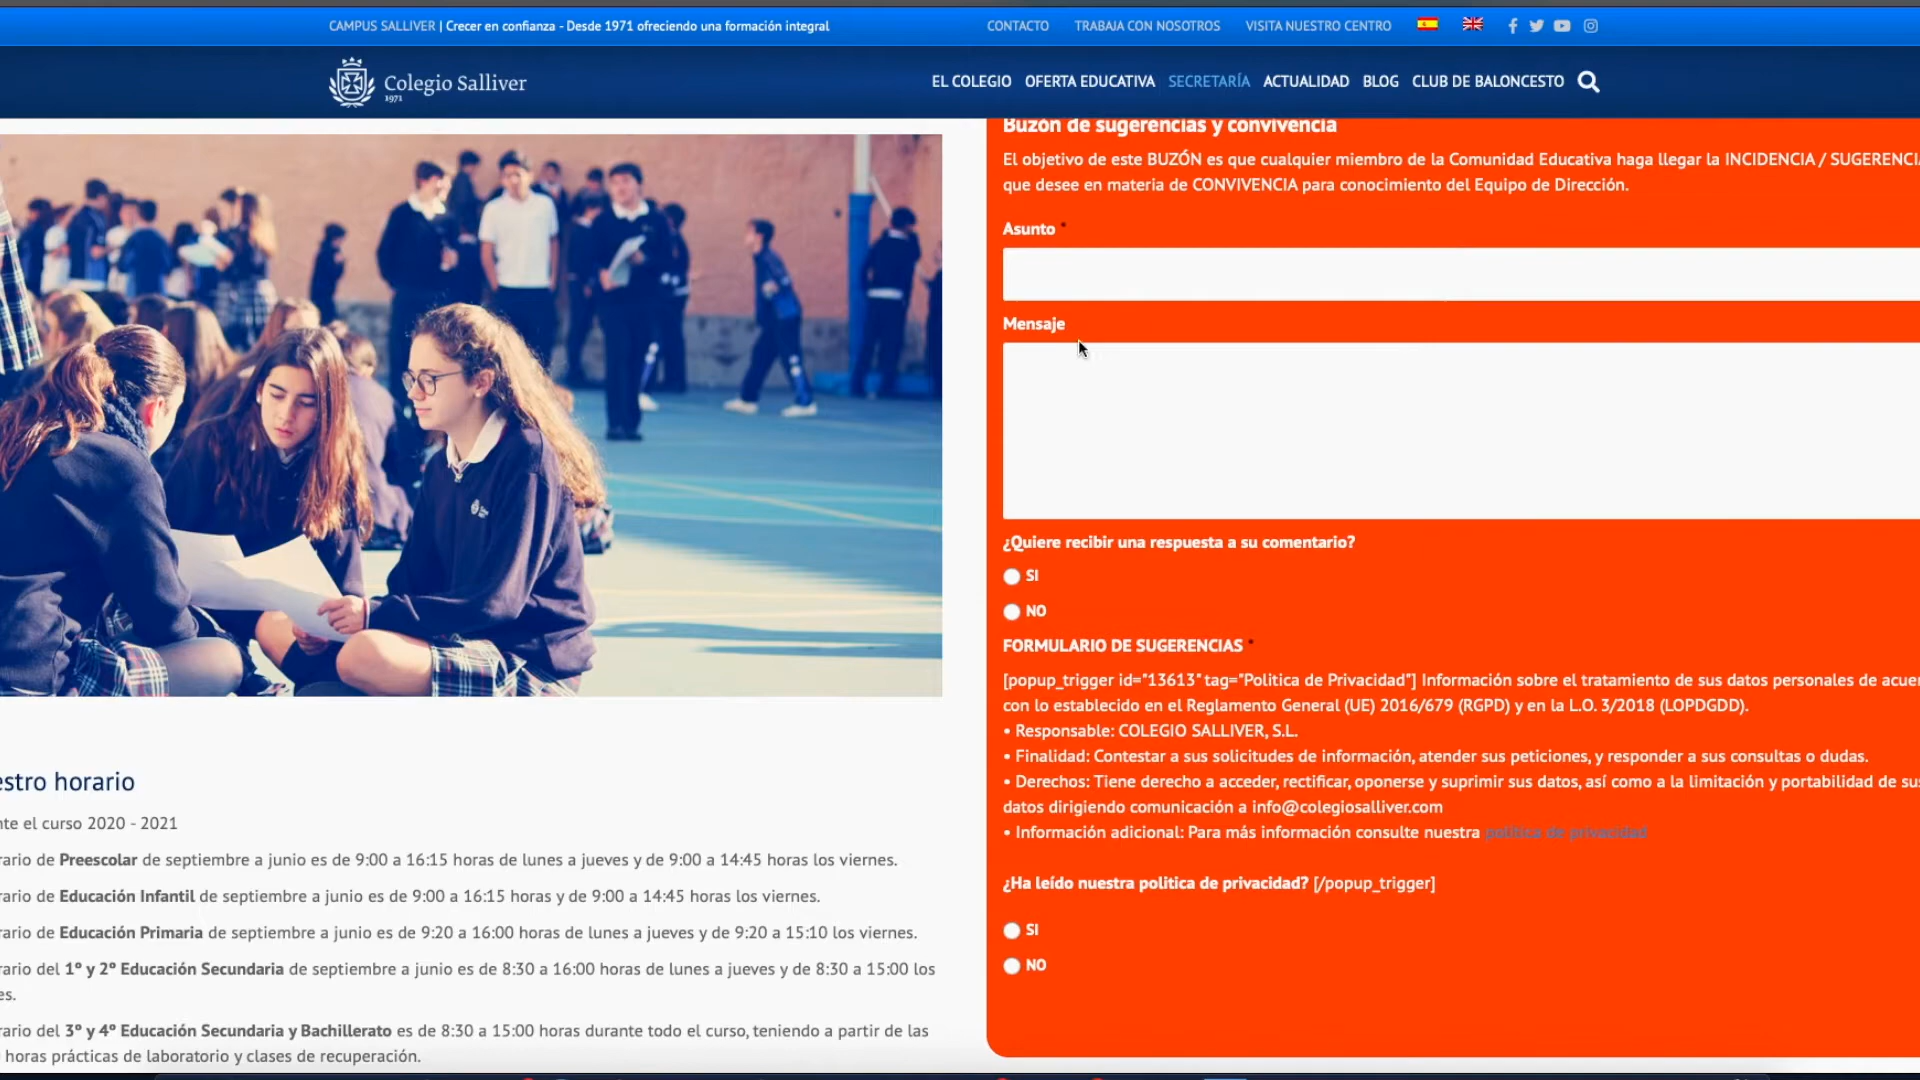 CAMPUS SALLIVER | Crecer en confianza - Desde 1971 ofreciendo una formación integral
CONTACTO TRABAJA CON NOSOTROS VISITA NUESTRO CENTRO
Colegio Salliver
1971
EL COLEGIO OFERTA EDUCATIVA SECRETARÍA ACTUALIDAD BLOG CLUB DE BALONCESTO
estro horario
nte el curso 2020 - 2021
rario de Preescolar de septiembre a junio es de 9:00 a 16:15 horas de lunes a jueves y de 9:00 a 14:45 horas los viernes.
rario de Educación Infantil de septiembre a junio es de 9:00 a 16:15 horas y de 9:00 a 14:45 horas los viernes.
rario de Educación Primaria de septiembre a junio es de 9:20 a 16:00 horas de lunes a jueves y de 9:20 a 15:10 los viernes.
rario del 1º y 2º Educación Secundaria de septiembre a junio es de 8:30 a 16:00 horas de lunes a jueves y de 8:30 a 15:00 los
es.
rario del 3º y 4º Educación Secundaria y Bachillerato es de 8:30 a 15:00 horas durante todo el curso, teniendo a partir de las
horas prácticas de laboratorio y clases de recuperación.
Buzón de sugerencias y convivencia
El objetivo de este BUZÓN es que cualquier miembro de la Comunidad Educativa haga llegar la INCIDENCIA / SUGERENCIA
que desee en materia de CONVIVENCIA para conocimiento del Equipo de Dirección.
Asunto *
Mensaje
¿Quiere recibir una respuesta a su comentario?
SI
NO
FORMULARIO DE SUGERENCIAS *
[popup_trigger id="13613" tag="Politica de Privacidad"] Información sobre el tratamiento de sus datos personales de acuer
con lo establecido en el Reglamento General (UE) 2016/679 (RGPD) y en la L.O. 3/2018 (LOPDGDD).
• Responsable: COLEGIO SALLIVER, S.L.
• Finalidad: Contestar a sus solicitudes de información, atender sus peticiones, y responder a sus consultas o dudas.
• Derechos: Tiene derecho a acceder, rectificar, oponerse y suprimir sus datos, así como a la limitación y portabilidad de sus
datos dirigiendo comunicación a info@colegiosalliver.com
• Información adicional: Para más información consulte nuestra política de privacidad
¿Ha leído nuestra politica de privacidad? [/popup_trigger]
SI
NO